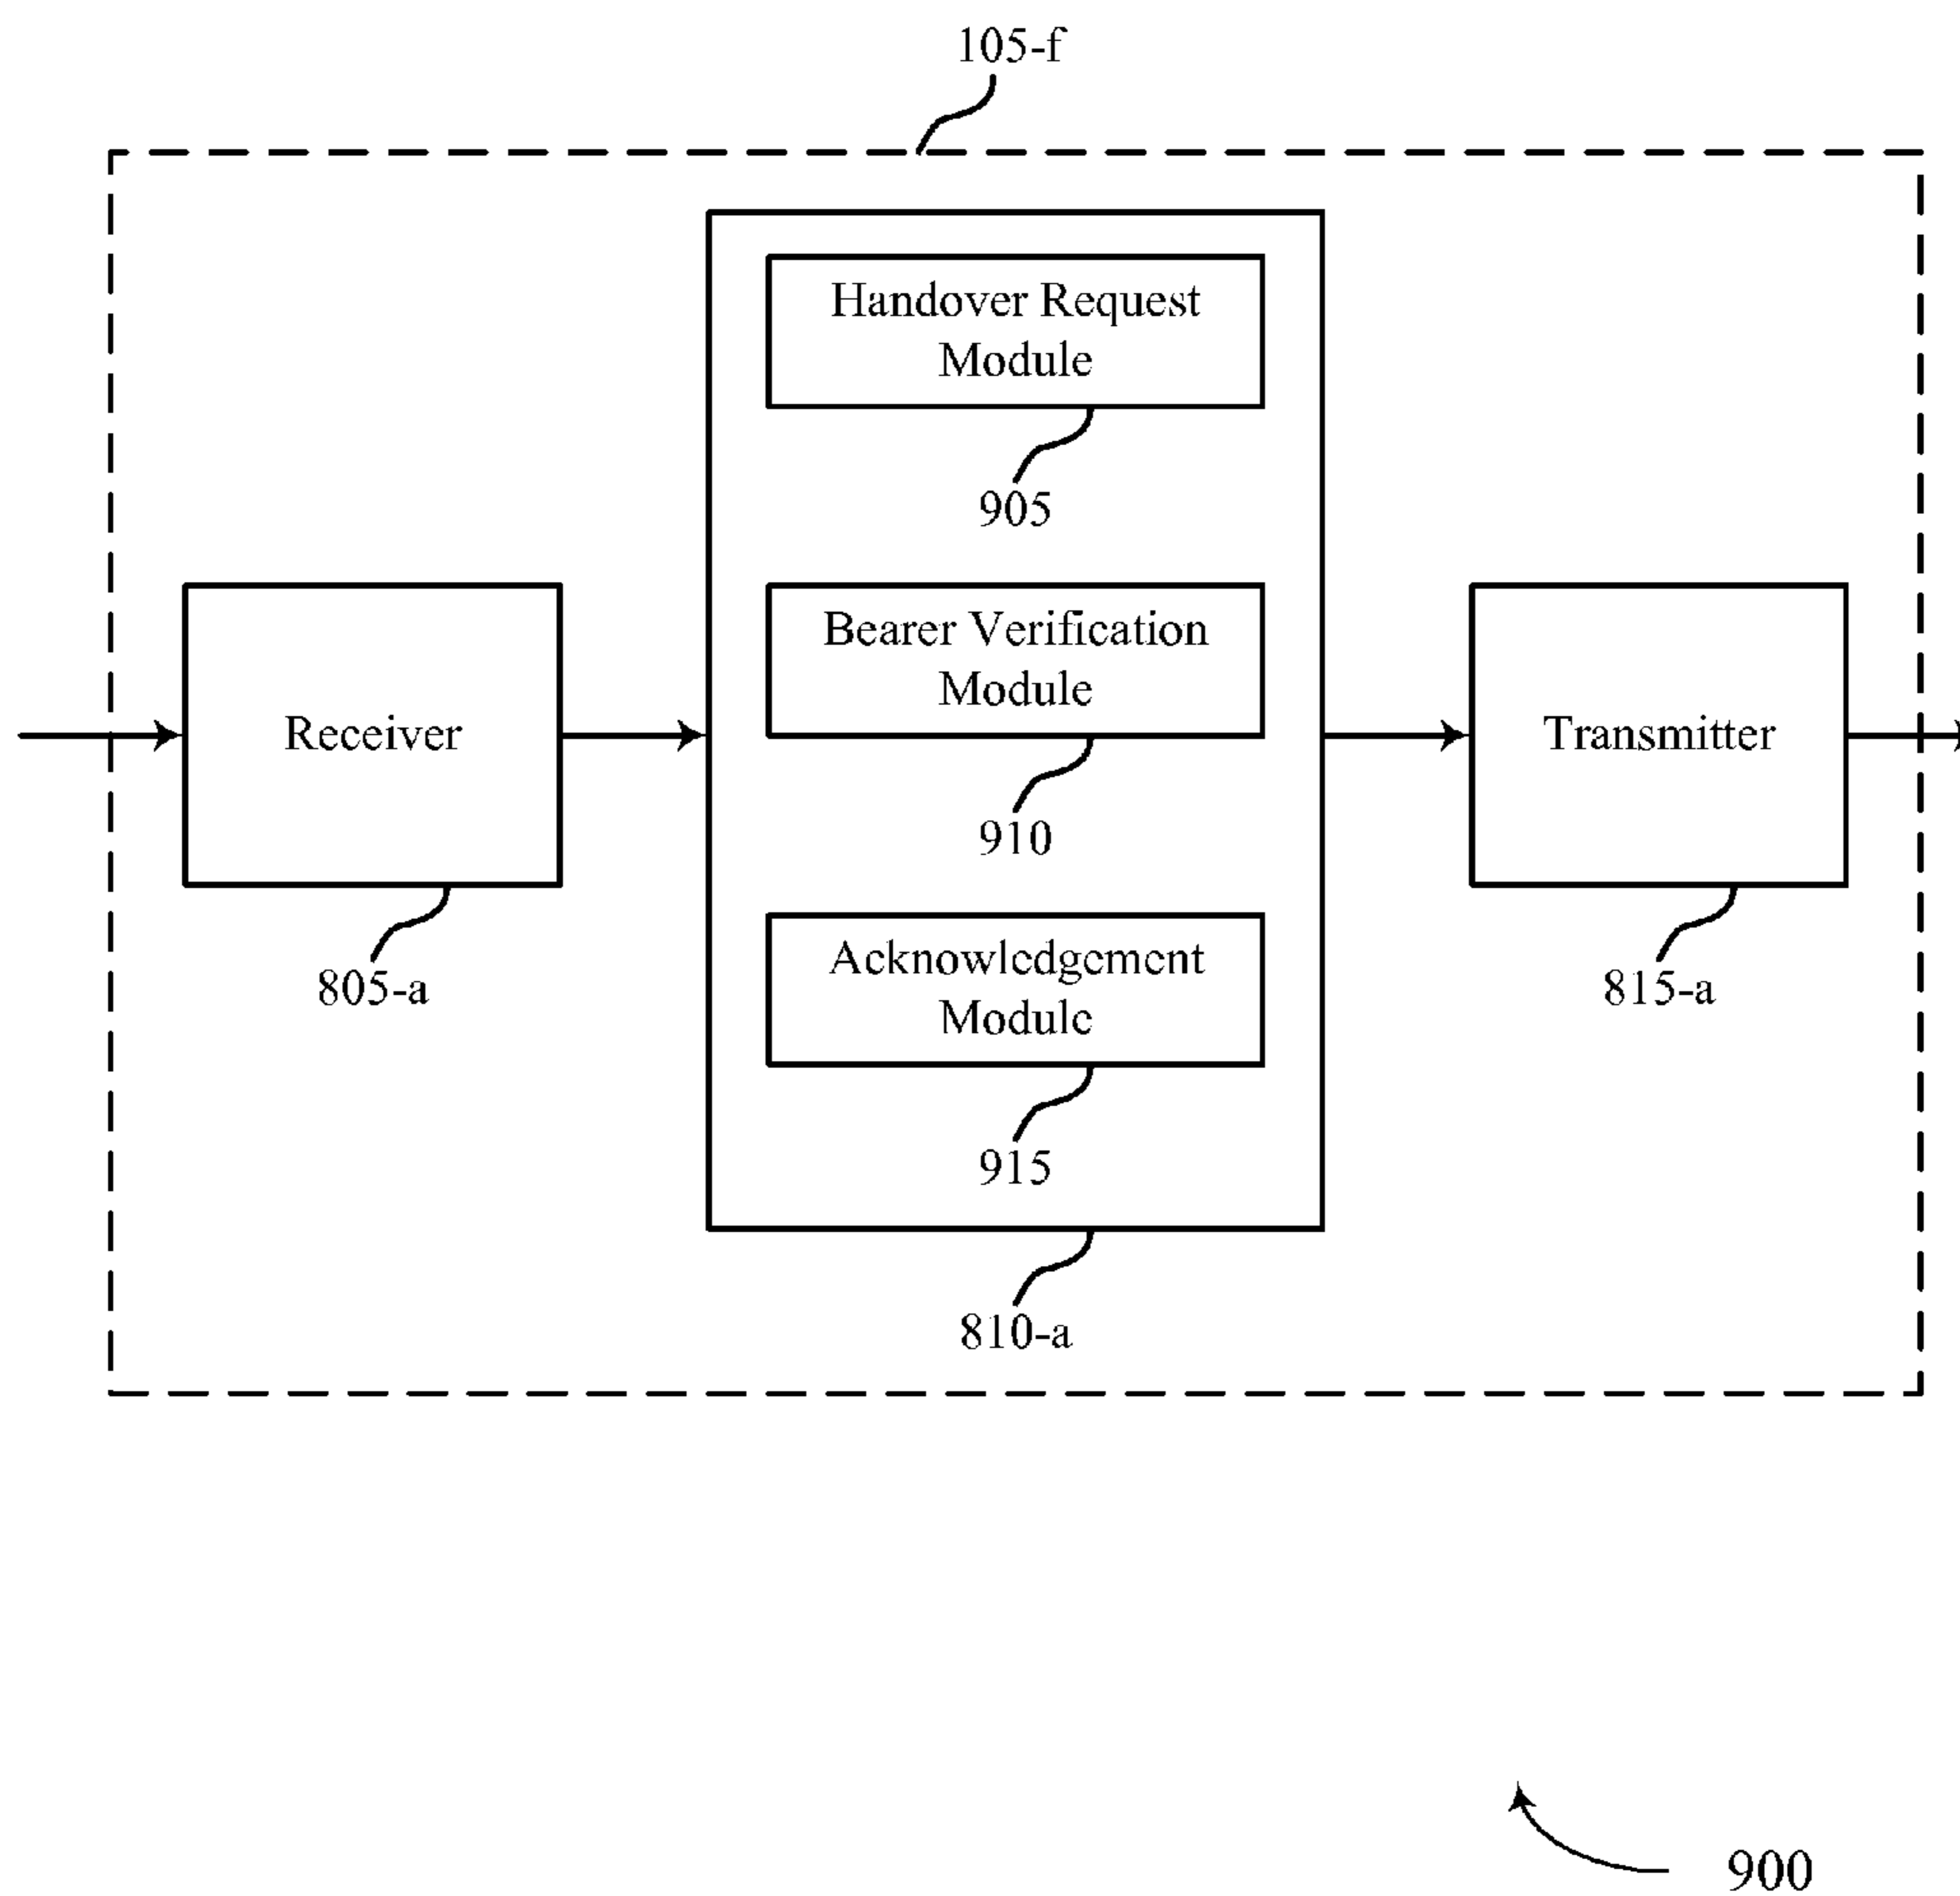 105-f
Handover Request
Module
905
Bearer Verification
Module
910
Receiver
805-a
Transmitter
815-a
Acknowledgement
Module
915
810-a
900